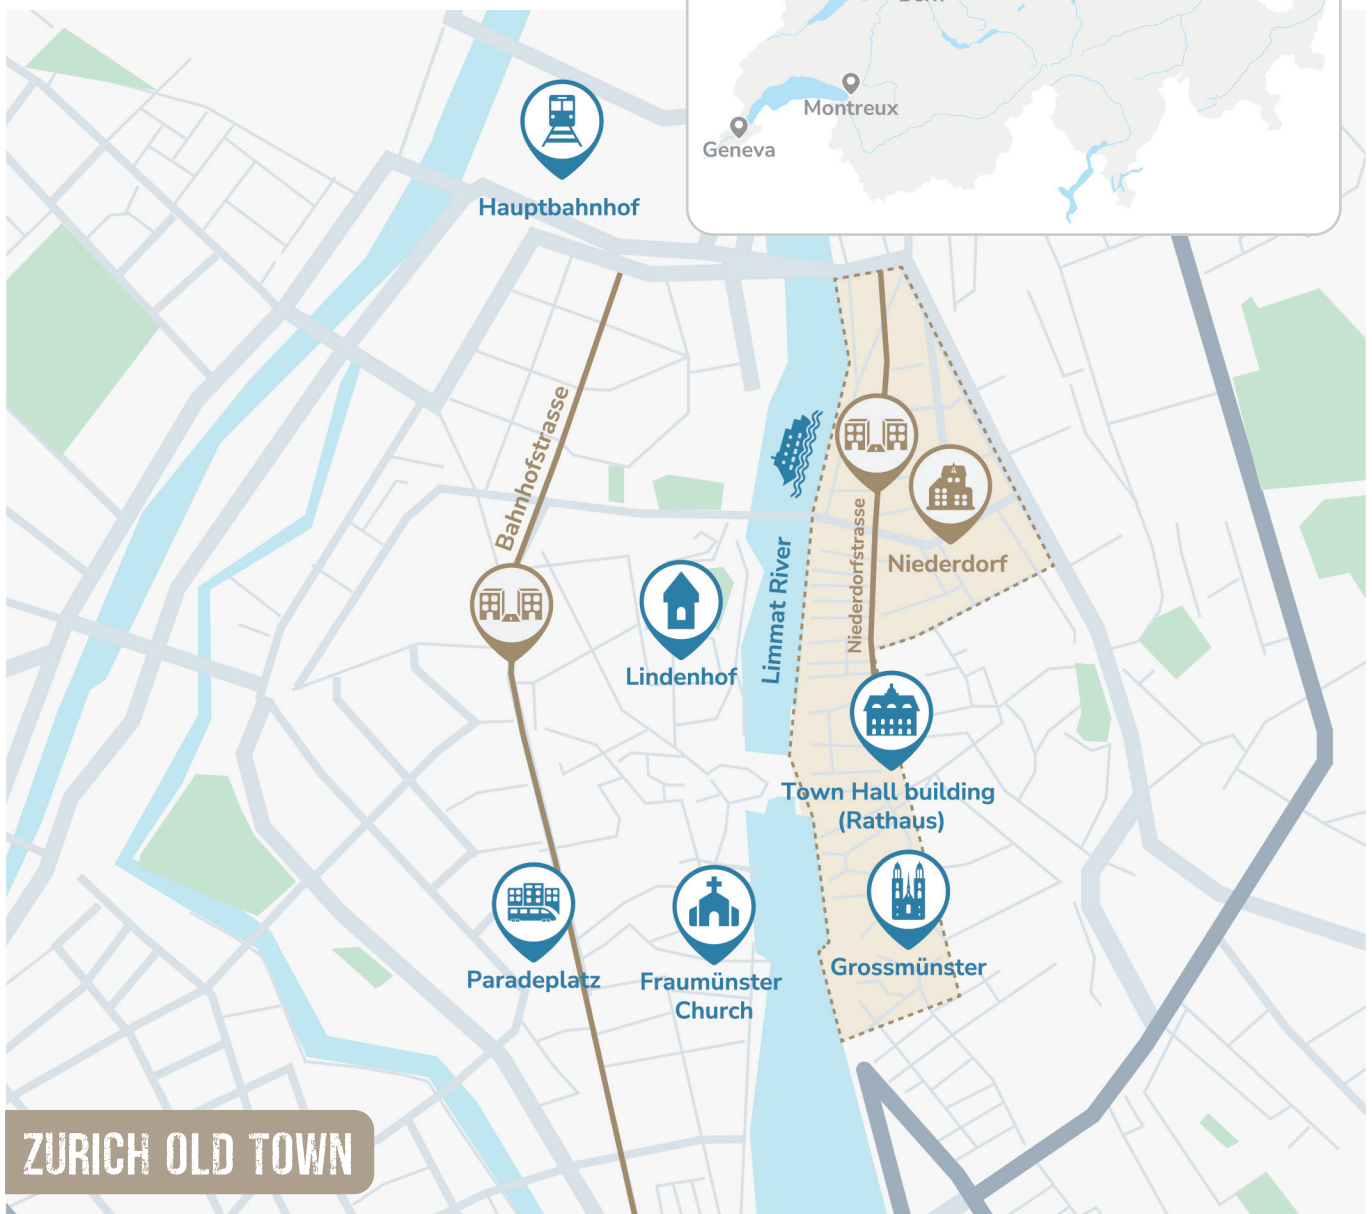 Montreux
Geneva
Hauptbahnhof
Bahnhofstrasse
Niederdorfstrasse
Niederdorf
Limmat River
Lindenhof
Town Hall building
(Rathaus)
Paradeplatz
Fraumünster
Church
Grossmünster
ZURICH OLD TOWN